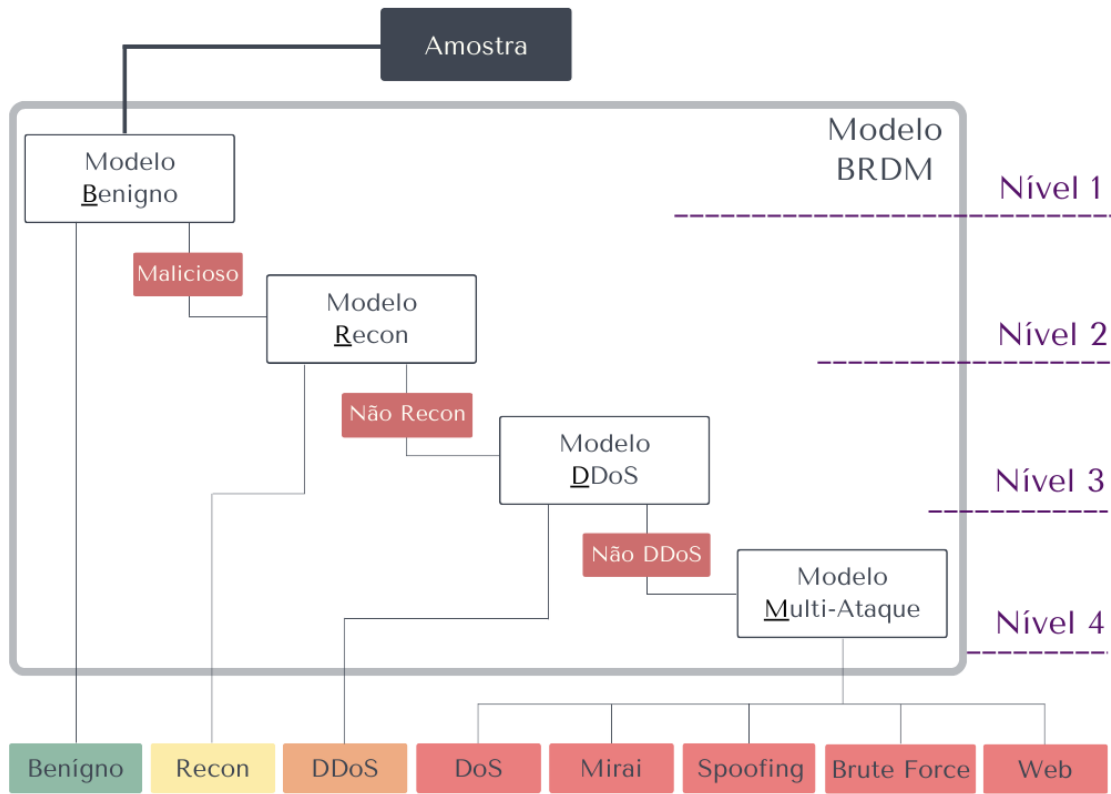 Amostra
Modelo
BRDM
Modelo
Benigno
Nível 1
Malicioso
Modelo
Recon
Nível 2
Não Recon
Modelo
DDoS
Nível 3
Não DDoS
Modelo
Multi-Ataque
Nível 4
Benígno
Recon
DDoS
DoS
Mirai
Spoofing
Brute Force
Web